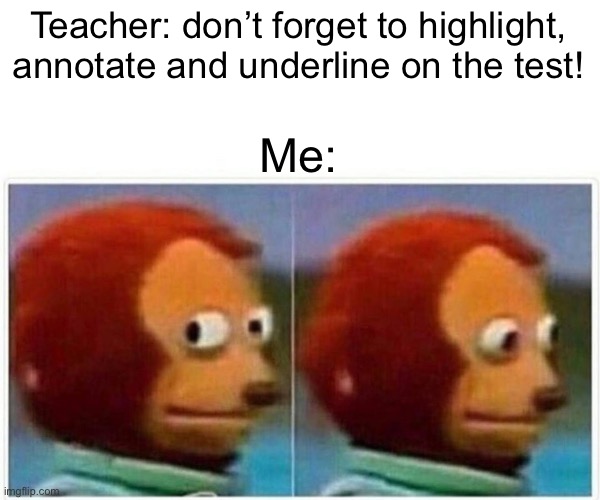 Teacher: don’t forget to highlight,
annotate and underline on the test!
Me:
imgflip.com